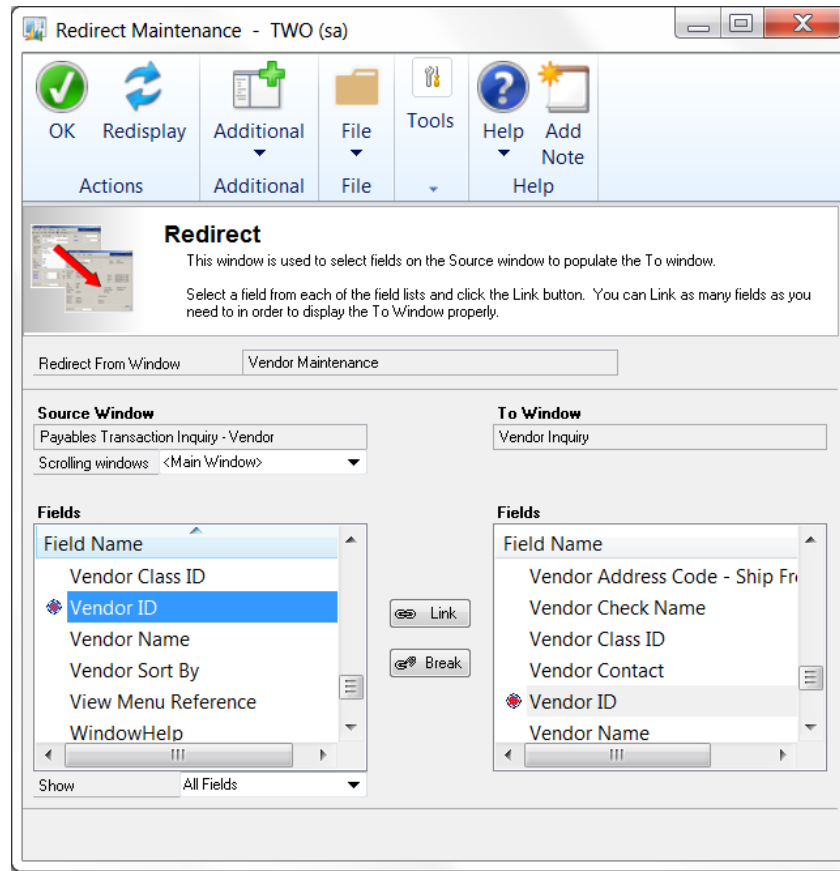 Redirect Maintenance - TWO (sa)
OK Redisplay Additional File Tools Help Add Note
Actions Additional File Help
Redirect
This window is used to select fields on the Source window to populate the To window.
Select a field from each of the field lists and click the Link button. You can Link as many fields as you
need to in order to display the To Window properly.
Redirect From Window Vendor Maintenance
Source Window To Window
Payables Transaction Inquiry - Vendor Vendor Inquiry
Scrolling windows <Main Window>
Fields Fields
Field Name Field Name
Vendor Class ID Vendor Address Code - Ship Fr
Vendor ID Link Vendor Check Name
Vendor Name Vendor Class ID
Vendor Sort By Break Vendor Contact
View Menu Reference Vendor ID
WindowHelp Vendor Name
Show All Fields